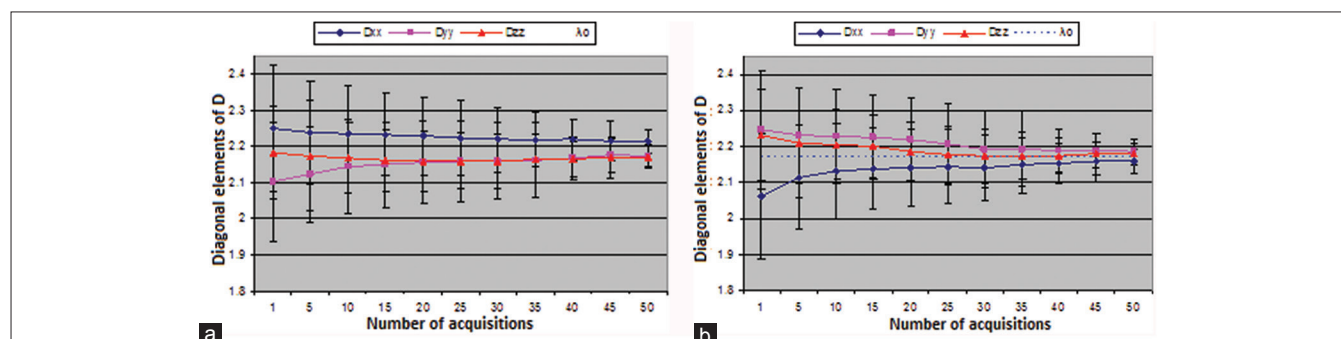 Dxx Dyy Dzz λo
Diagonal elements of D
2.4
2.3
2.2
2.1
2
1.9
1.8
1 5 10 15 20 25 30 35 40 45 50
Number of acquisitions
a
Dxx Dyy Dzz λo
Diagonal elements of D
2.4
2.3
2.2
2.1
2
1.9
1.8
1 5 10 15 20 25 30 35 40 45 50
Number of acquisitions
b